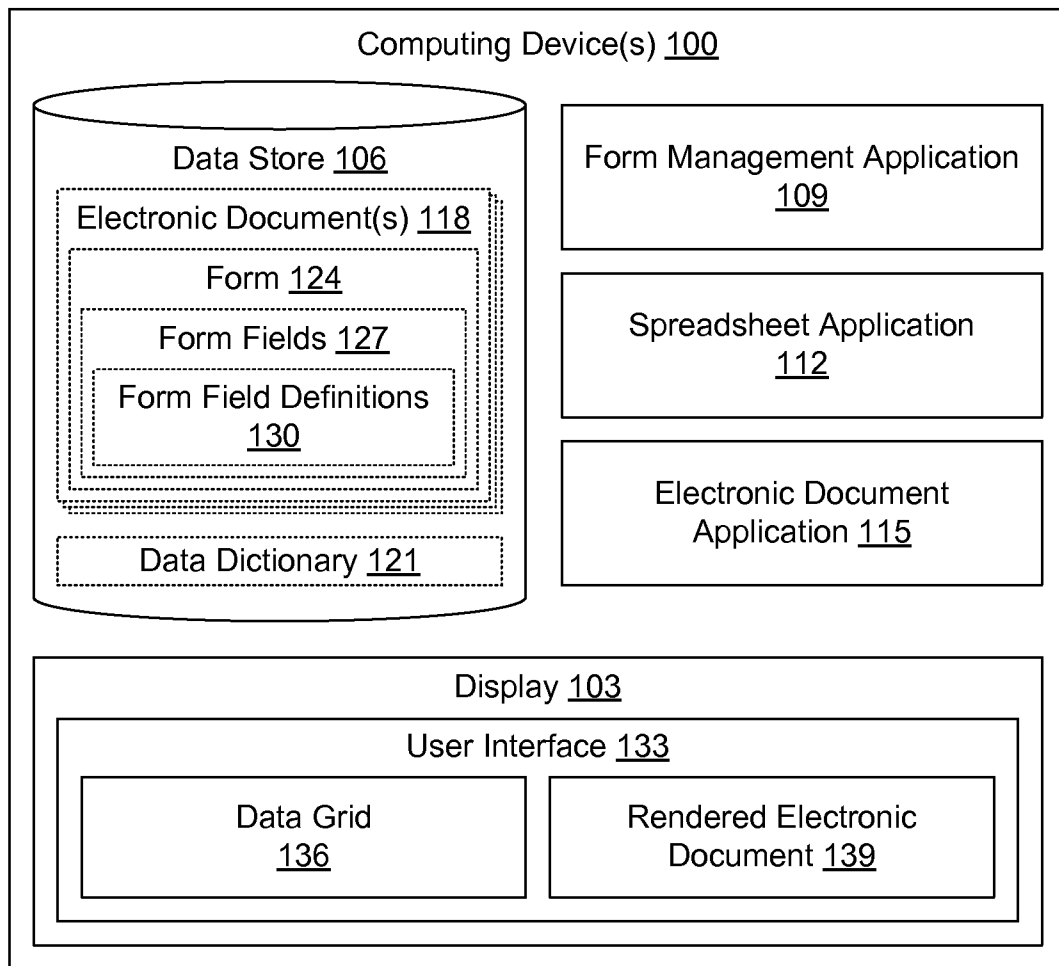 Computing Device(s) 100
Data Store 106
Electronic Document(s) 118
Form 124
Form Fields 127
Form Field Definitions
130
Data Dictionary 121
Form Management Application
109
Spreadsheet Application
112
Electronic Document
Application 115
Display 103
User Interface 133
Data Grid
136
Rendered Electronic
Document 139